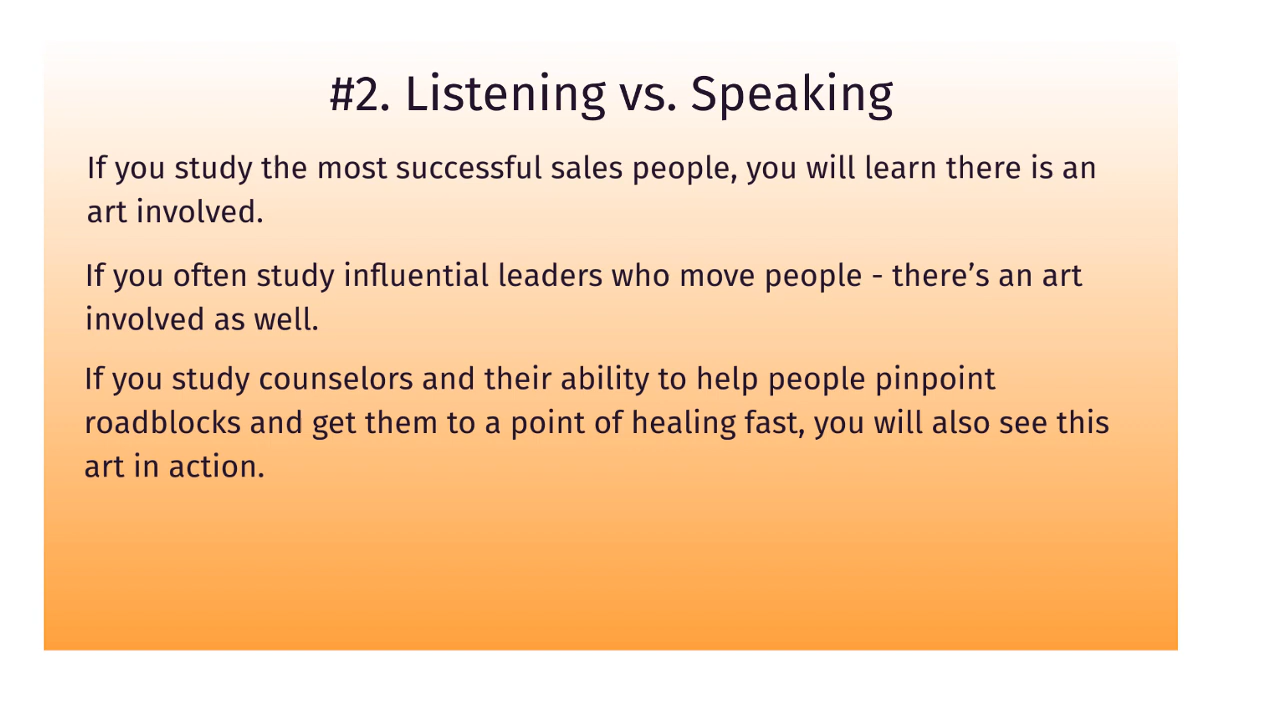 #2. Listening vs. Speaking
If you study the most successful sales people, you will learn there is an
art involved.
If you often study influential leaders who move people - there’s an art
involved as well.
If you study counselors and their ability to help people pinpoint
roadblocks and get them to a point of healing fast, you will also see this
art in action.